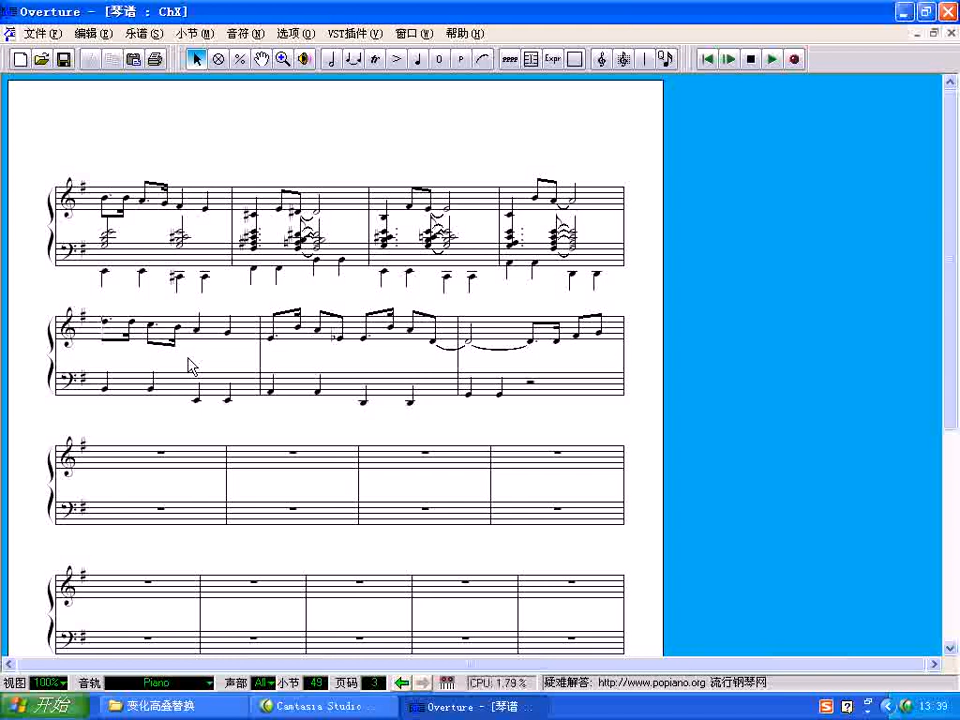 Overture - [琴谱 : ChX]
文件(F) 编辑(E) 乐谱(S) 小节(M) 音符(N) 选项(O) VST插件(V) 窗口(W) 帮助(H)
Expr
视图 100% 音轨 Piano 声部 All 小节 49 页码 3 CPU: 1.79 % 疑难解答: http://www.popiano.org 流行钢琴网
开始 变化高叠替换 Camtasia Studio Overture - [琴谱 : 13:39